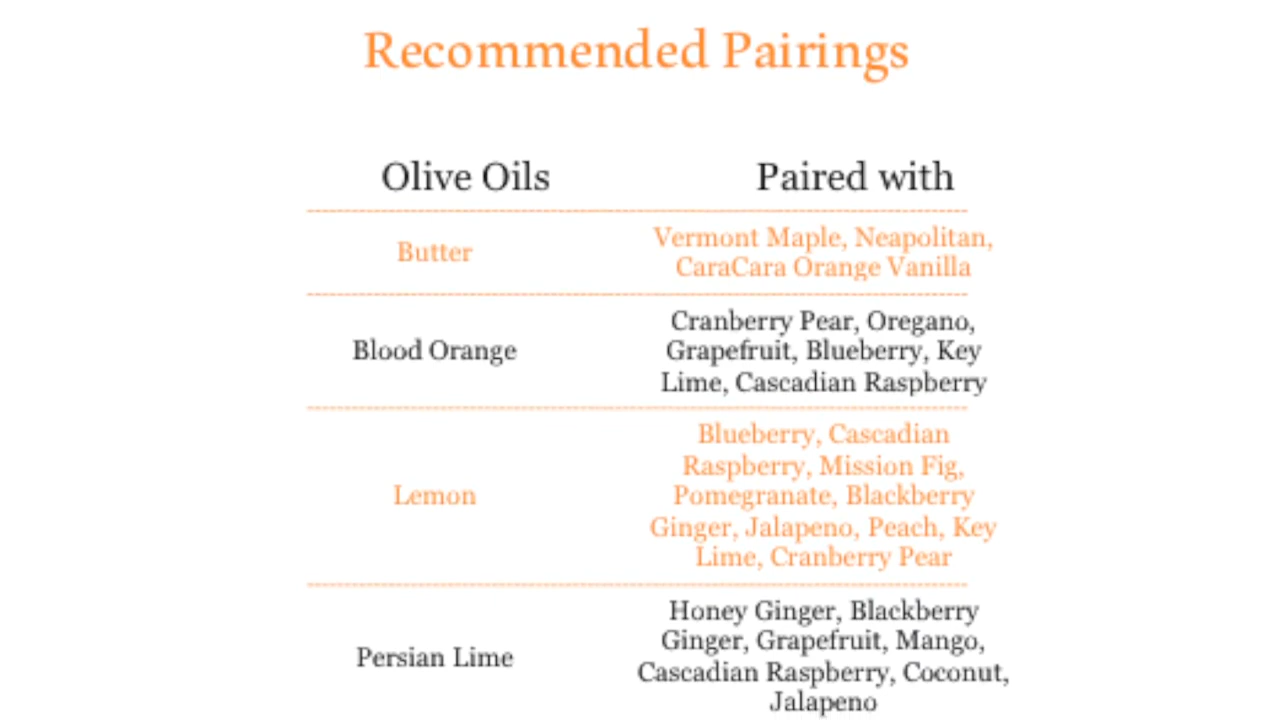 Recommended Pairings
Olive Oils Paired with
Butter
Vermont Maple, Neapolitan,
CaraCara Orange Vanilla
Blood Orange
Cranberry Pear, Oregano,
Grapefruit, Blueberry, Key
Lime, Cascadian Raspberry
Lemon
Blueberry, Cascadian
Raspberry, Mission Fig,
Pomegranate, Blackberry
Ginger, Jalapeno, Peach, Key
Lime, Cranberry Pear
Persian Lime
Honey Ginger, Blackberry
Ginger, Grapefruit, Mango,
Cascadian Raspberry, Coconut,
Jalapeno